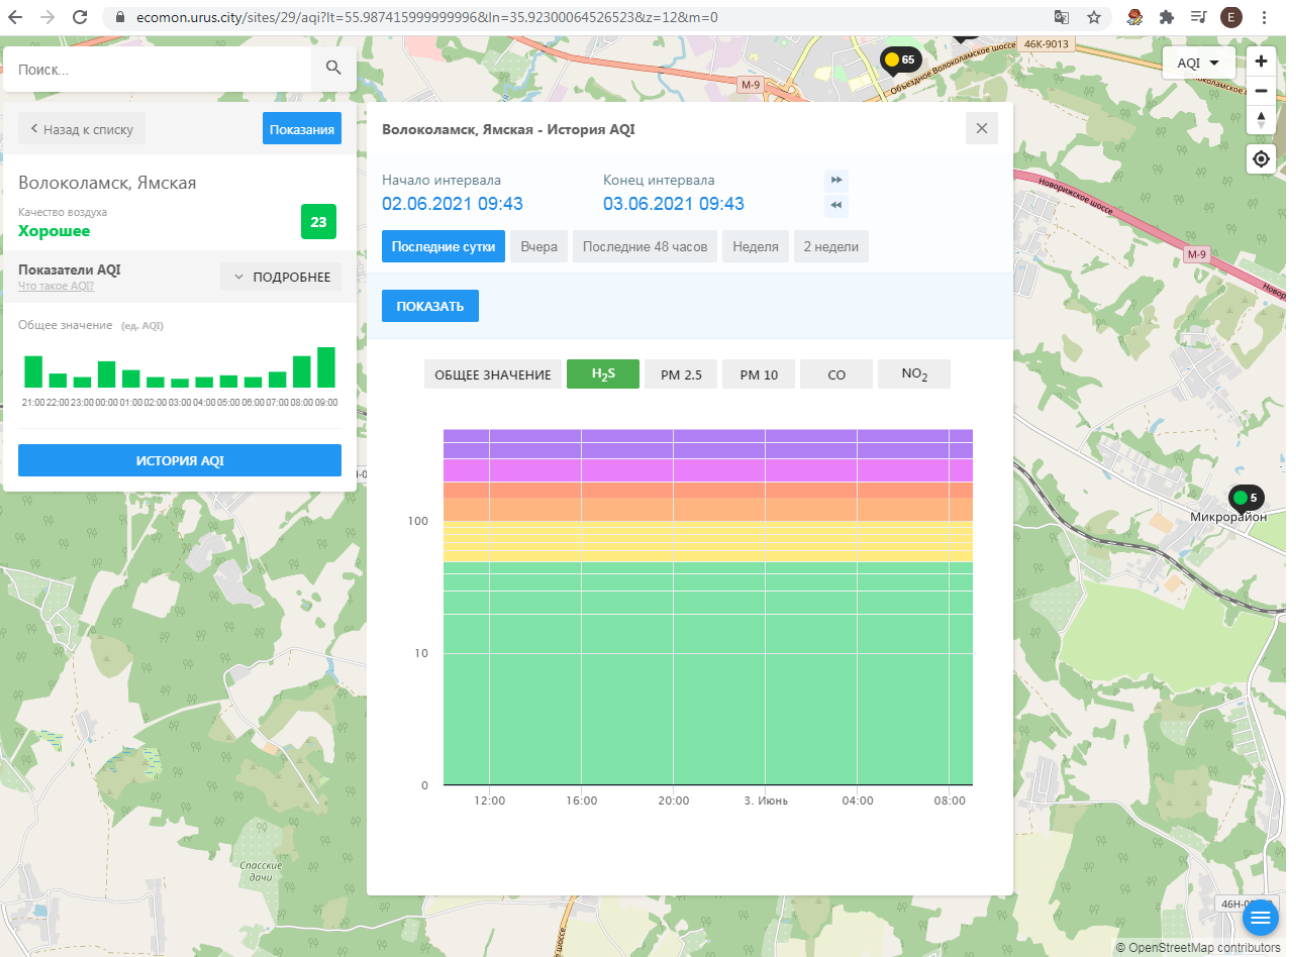 ecomon.urus.city/sites/29/aqi?lt=55.987415999999996&ln=35.92300064526523&z=12&m=0
E
Поиск...
46К-9013
65
Объездное Волоколамское шоссе
М-9
AQI
Назад к списку
Показания
Волоколамск, Ямская - История AQI
Волоколамск, Ямская
Качество воздуха
Хорошее
23
Начало интервала
Конец интервала
02.06.2021 09:43
03.06.2021 09:43
Последние сутки
Вчера
Последние 48 часов
Неделя
2 недели
Новорижское шоссе
М-9
Показатели AQI
Что такое AQI?
ПОДРОБНЕЕ
ПОКАЗАТЬ
Общее значение (ед. AQI)
21:00 22:00 23:00 00:00 01:00 02:00 03:00 04:00 05:00 06:00 07:00 08:00 09:00
ИСТОРИЯ AQI
ОБЩЕЕ ЗНАЧЕНИЕ
H2S
PM 2.5
PM 10
CO
NO2
100
10
0
12:00
16:00
20:00
3. Июнь
04:00
08:00
5
Микрорайон
Спасские
дачи
© OpenStreetMap contributors